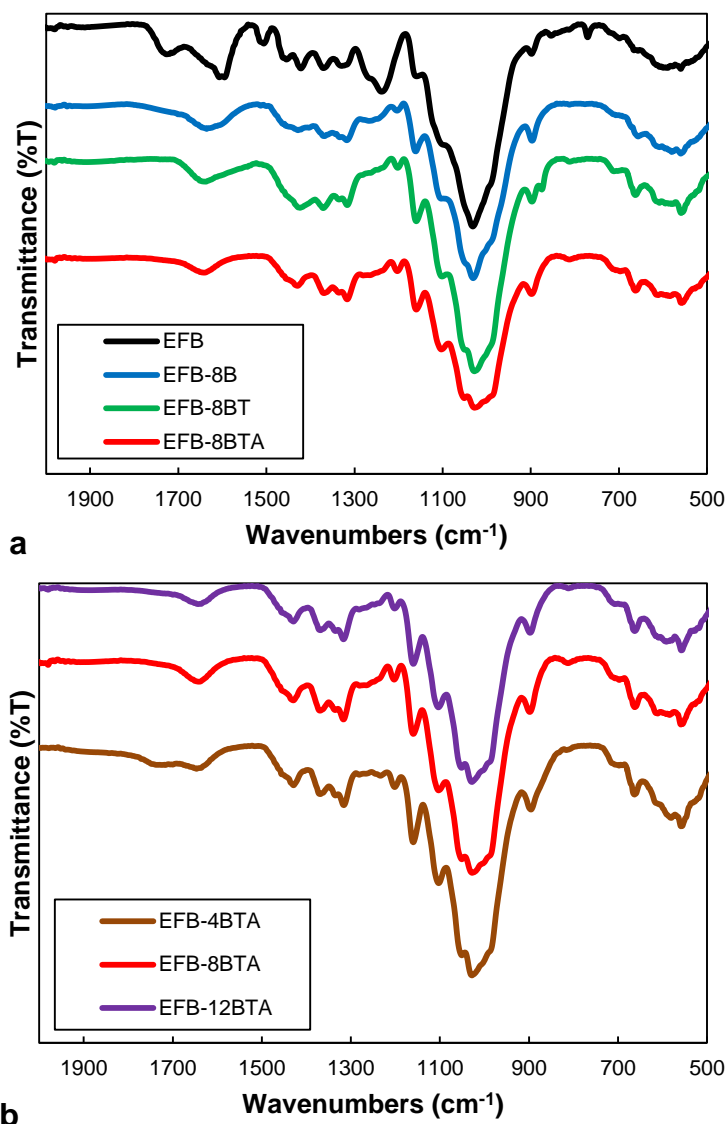 Transmittance (%T)
EFB
EFB-8B
EFB-8BT
EFB-8BTA
1900 1700 1500 1300 1100 900 700 500
Wavenumbers (cm-1)
a
Transmittance (%T)
EFB-4BTA
EFB-8BTA
EFB-12BTA
1900 1700 1500 1300 1100 900 700 500
Wavenumbers (cm-1)
b